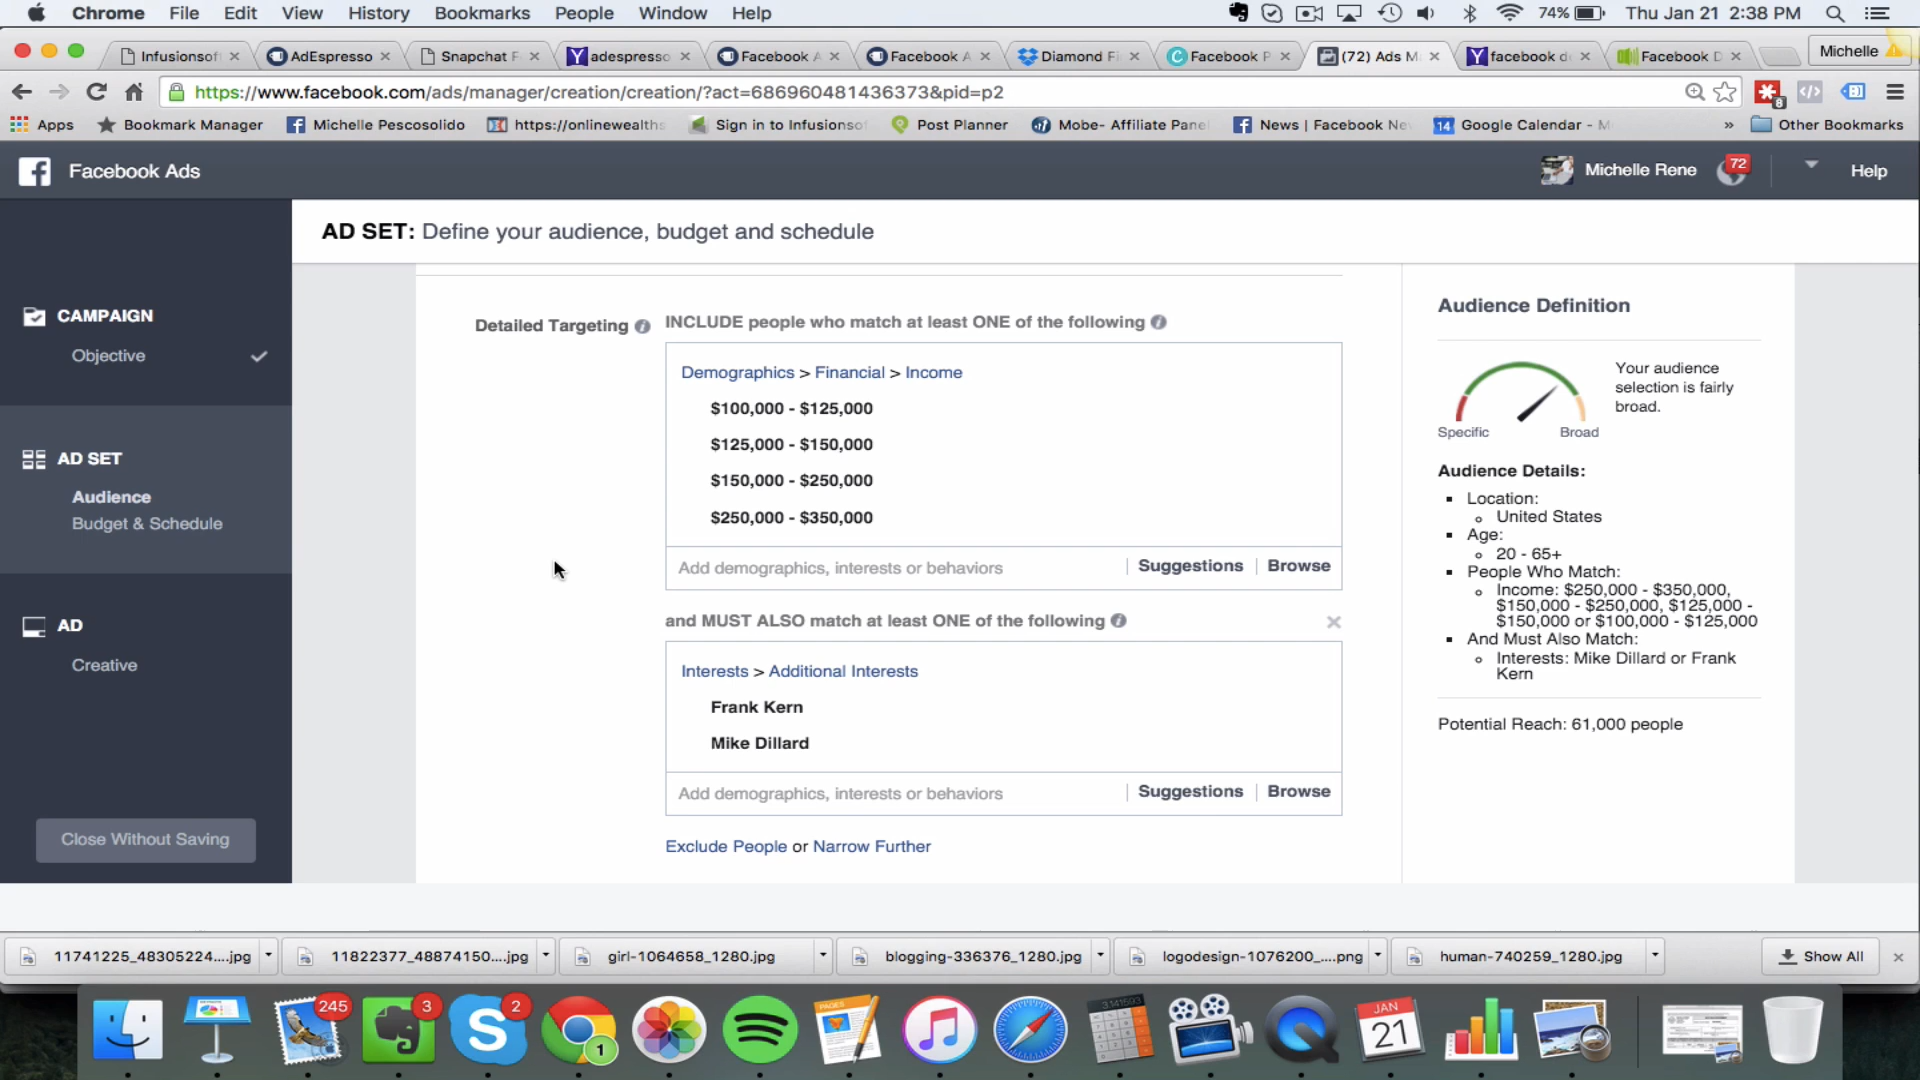 Chrome File Edit View History Bookmarks People Window Help 74% Thu Jan 21 2:38 PM
Infusionsof AdEspresso Snapchat F adespresso Facebook A Facebook A Diamond Fi Facebook P (72) Ads M facebook d Facebook D Michelle
https://www.facebook.com/ads/manager/creation/creation/?act=686960481436373&pid=p2 8
Apps Bookmark Manager Michelle Pescosolido https://onlinewealths Sign in to Infusionso Post Planner Mobe- Affiliate Pane News | Facebook Ne 14 Google Calendar - M » Other Bookmarks
Facebook Ads Michelle Rene 72 Help
AD SET: Define your audience, budget and schedule
CAMPAIGN
Objective
AD SET
Audience
Budget & Schedule
AD
Creative
Close Without Saving
Detailed Targeting INCLUDE people who match at least ONE of the following
Demographics > Financial > Income
$100,000 - $125,000
$125,000 - $150,000
$150,000 - $250,000
$250,000 - $350,000
Add demographics, interests or behaviors Suggestions Browse
and MUST ALSO match at least ONE of the following
Interests > Additional Interests
Frank Kern
Mike Dillard
Add demographics, interests or behaviors Suggestions Browse
Exclude People or Narrow Further
Audience Definition
Your audience
selection is fairly
broad.
Specific Broad
Audience Details:
Location:
United States
Age:
20 - 65+
People Who Match:
Income: $250,000 - $350,000,
$150,000 - $250,000, $125,000 -
$150,000 or $100,000 - $125,000
And Must Also Match:
Interests: Mike Dillard or Frank
Kern
Potential Reach: 61,000 people
11741225_48305224....jpg 11822377_48874150....jpg girl-1064658_1280.jpg blogging-336376_1280.jpg logodesign-1076200_....png human-740259_1280.jpg Show All
245 3 2 1 PAGES 3.141593 JAN
21